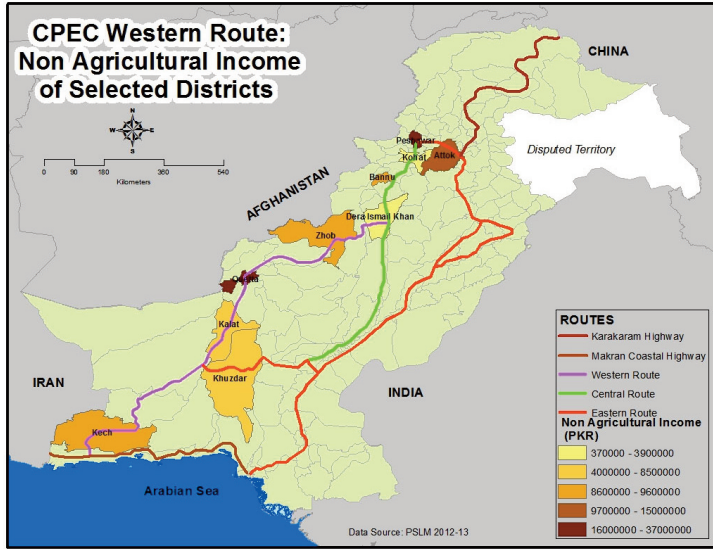 CPEC Western Route:
Non Agricultural Income
of Selected Districts
CHINA
N
W
E
S
0 90 180 360 540
Kilometers
Peshawar
Kohat
Attok
Disputed Territory
Bannu
AFGHANISTAN
Dera Ismail Khan
Zhob
Quetta
Kalat
IRAN
Khuzdar
INDIA
Kech
Arabian Sea
Data Source: PSLM 2012-13
ROUTES
Karakaram Highway
Makran Coastal Highway
Western Route
Central Route
Eastern Route
Non Agricultural Income
(PKR)
370000 - 3900000
4000000 - 8500000
8600000 - 9600000
9700000 - 15000000
16000000 - 37000000